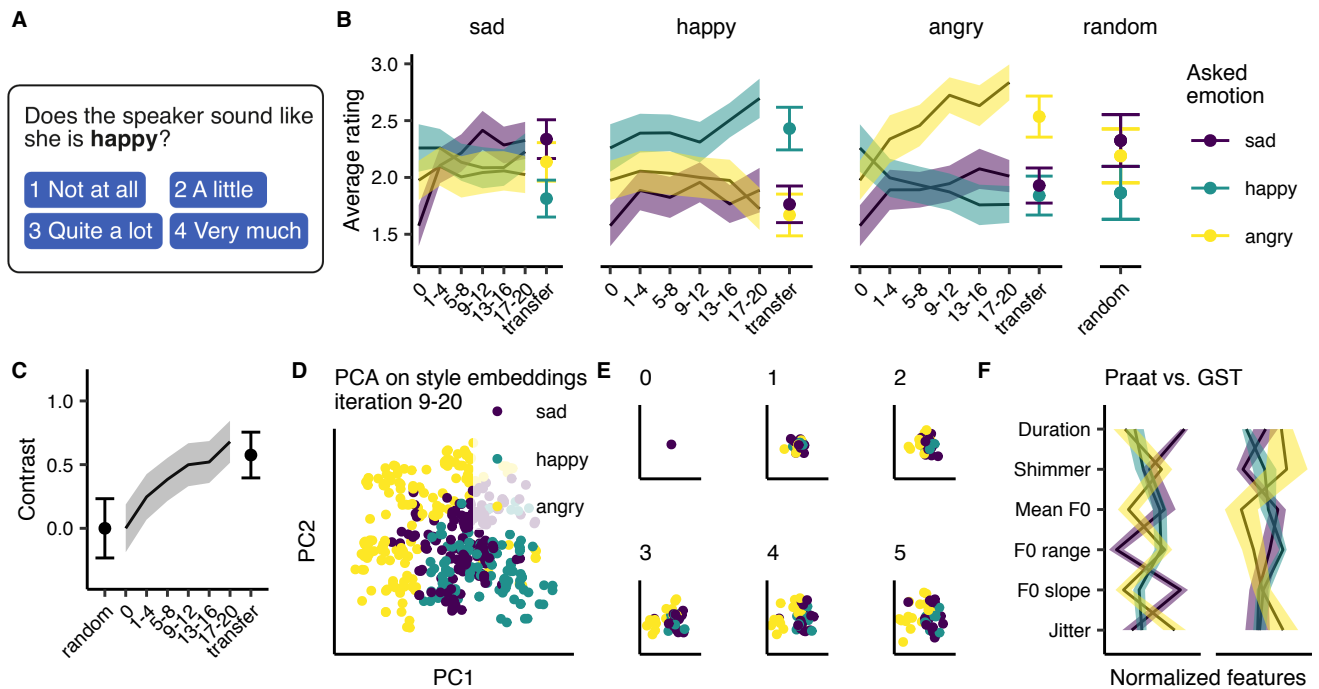 A
Does the speaker sound like
she is happy?
1 Not at all
2 A little
3 Quite a lot
4 Very much
B
sad
happy
angry
random
Average rating
3.0
2.5
2.0
1.5
0
1-4
5-8
9-12
13-16
17-20
transfer
0
1-4
5-8
9-12
13-16
17-20
transfer
0
1-4
5-8
9-12
13-16
17-20
transfer
random
Asked
emotion
sad
happy
angry
C
Contrast
1.0
0.5
0.0
random
0
1-4
5-8
9-12
13-16
17-20
transfer
D
PCA on style embeddings
iteration 9-20
sad
happy
angry
PC2
PC1
E
0
1
2
3
4
5
F
Praat vs. GST
Duration
Shimmer
Mean F0
F0 range
F0 slope
Jitter
Normalized features